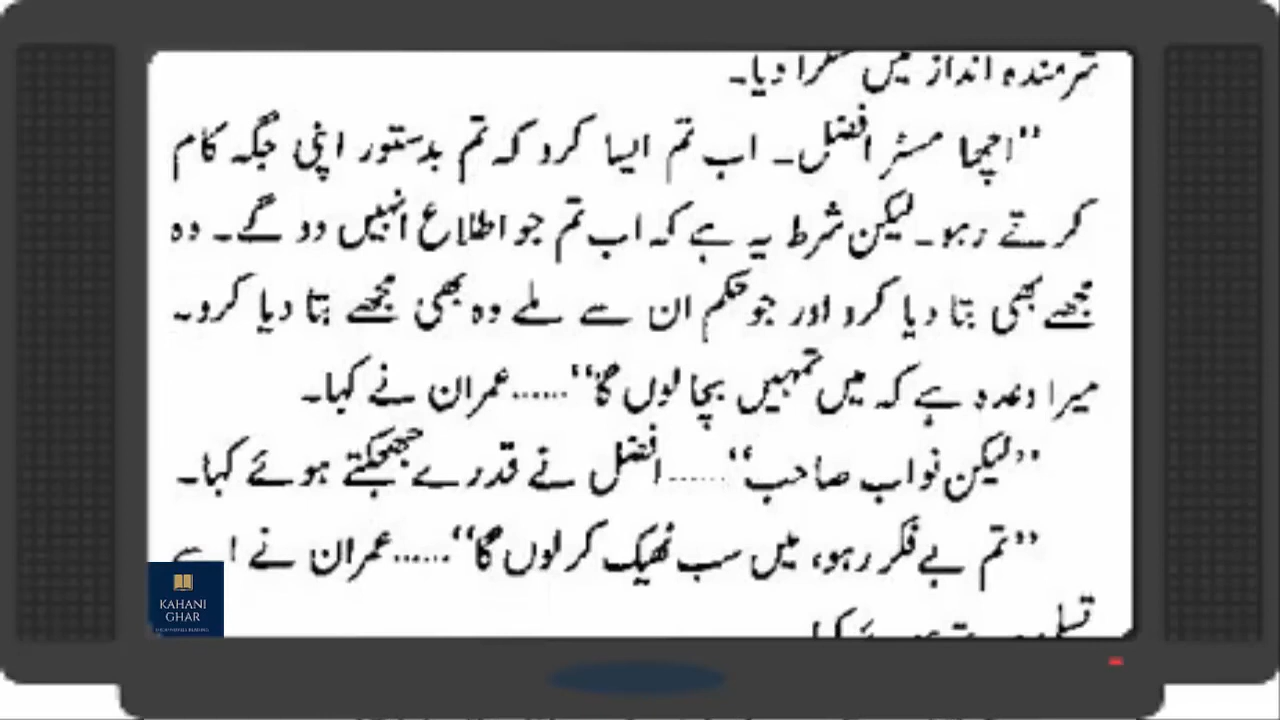 شرمندہ انداز میں مسکرا دیا۔
”اچھا مسٹر افضل۔ اب تم ایسا کرو کہ تم بدستور اپنی جگہ کام
کرتے رہو۔ لیکن شرط یہ ہے کہ اب تم جو اطلاع انہیں دو گے۔ وہ
مجھے بھی بتا دیا کرو اور جو حکم ان سے ملے وہ بھی مجھے بتا دیا کرو۔
میرا وعدہ ہے کہ میں تمہیں بچا لوں گا“......عمران نے کہا۔
”لیکن نواب صاحب“......افضل نے قدرے جھجکتے ہوئے کہا۔
”تم بے فکر رہو، میں سب ٹھیک کر لوں گا“......عمران نے اسے
KAHANI
GHAR